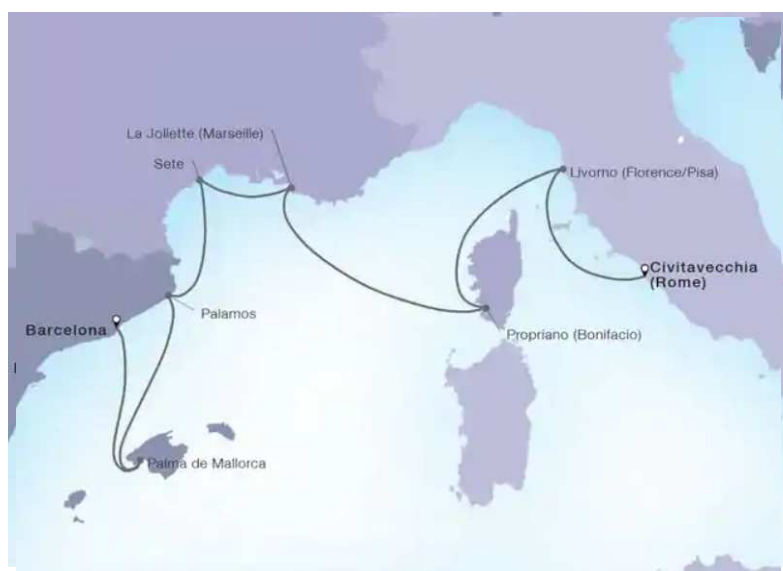 La Joliette (Marseille)
Sete
Livorno (Florence/Pisa)
Civitavecchia
(Rome)
Palamos
Barcelona
Propriano (Bonifacio)
Palma de Mallorca